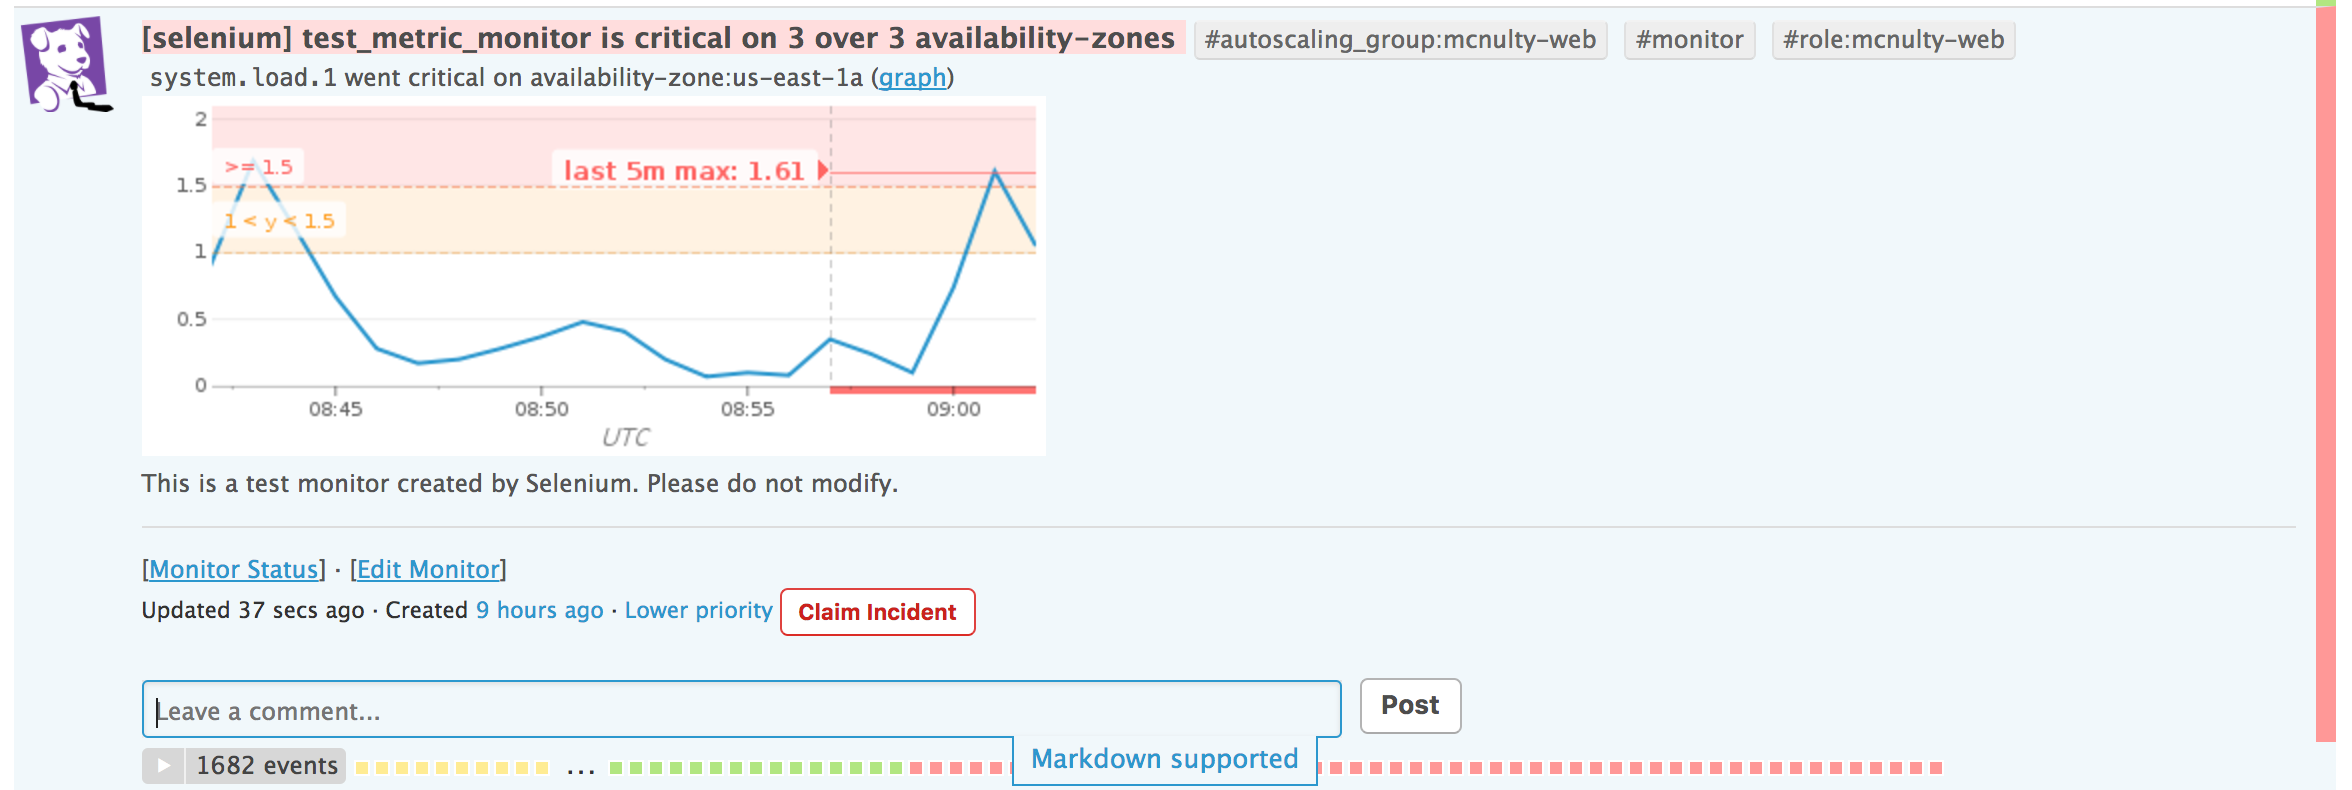 [selenium] test_metric_monitor is critical on 3 over 3 availability-zones #autoscaling_group:mcnulty-web #monitor #role:mcnulty-web
system.load.1 went critical on availability-zone:us-east-1a (graph)
2
>= 1.5
last 5m max: 1.61
1.5
1 < y < 1.5
1
0.5
0
08:45 08:50 08:55 09:00
UTC
This is a test monitor created by Selenium. Please do not modify.
[Monitor Status] · [Edit Monitor]
Updated 37 secs ago · Created 9 hours ago · Lower priority Claim Incident
Leave a comment... Post
1682 events ... Markdown supported